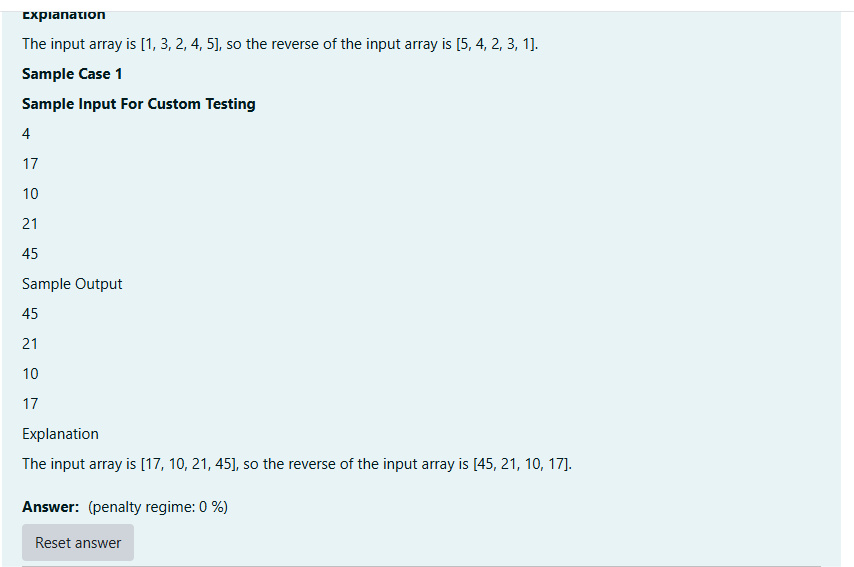 Explanation
The input array is [1, 3, 2, 4, 5], so the reverse of the input array is [5, 4, 2, 3, 1].
Sample Case 1
Sample Input For Custom Testing
4
17
10
21
45
Sample Output
45
21
10
17
Explanation
The input array is [17, 10, 21, 45], so the reverse of the input array is [45, 21, 10, 17].
Answer: (penalty regime: 0 %)
Reset answer